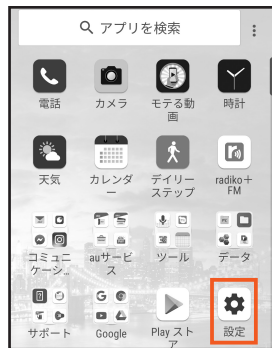 アプリを検索
電話
カメラ
モテる動
画
時計
天気
カレンダ
ー
デイリー
ステップ
radiko+
FM
コミュニ
ケーシ…
auサービ
ス
ツール
データ
サポート
Google
Play スト
ア
設定